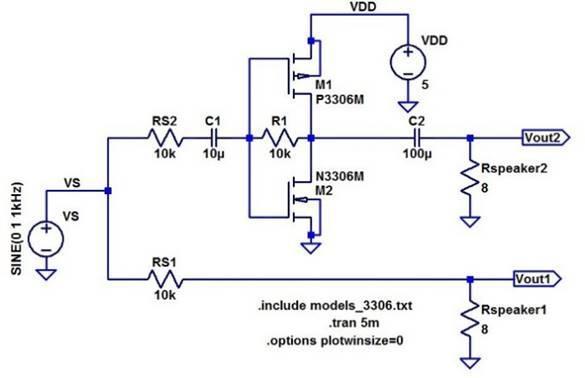 VDD
VDD
5
M1
P3306M
RS2
10k
C1
10µ
R1
10k
C2
100µ
Vout2
Rspeaker2
8
N3306M
M2
VS
VS
SINE(0 1 1kHz)
RS1
10k
Vout1
Rspeaker1
8
.include models_3306.txt
.tran 5m
.options plotwinsize=0